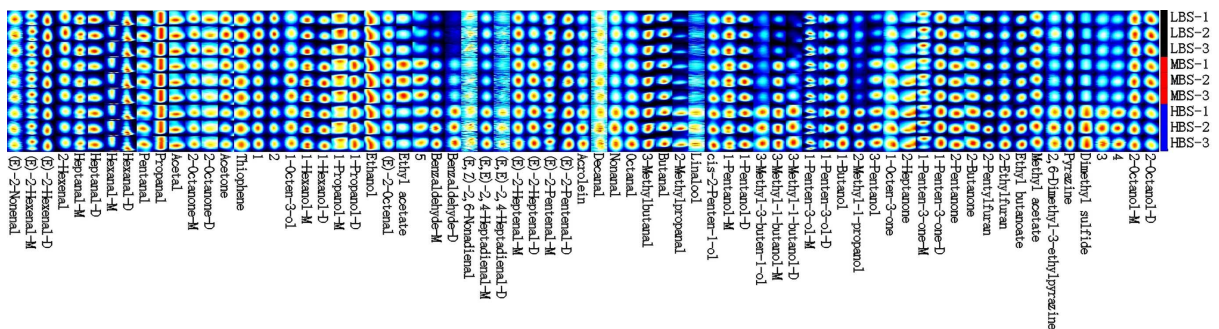 LBS-1
LBS-2
LBS-3
MBS-1
MBS-2
MBS-3
HBS-1
HBS-2
HBS-3
(E)-2-Nonenal
(E)-2-Hexenal-M
(E)-2-Hexenal-D
2-Hexenal
Heptanal-M
Heptanal-D
Hexanal-M
Hexanal-D
Pentanal
Propanal
Acetal
2-Octanone-M
2-Octanone-D
Acetone
Thiophene
1
2
1-Octen-3-ol
1-Hexanol-M
1-Hexanol-D
1-Propanol-M
1-Propanol-D
Ethanol
(E)-2-Octenal
Ethyl acetate
5
Benzaldehyde-M
Benzaldehyde-D
(E,Z)-2,6-Nonadienal
(E,E)-2,4-Heptadienal-M
(E,E)-2,4-Heptadienal-D
(E)-2-Heptenal-M
(E)-2-Heptenal-D
(E)-2-Pentenal-M
(E)-2-Pentenal-D
Acrolein
Decanal
Nonanal
Octanal
3-Methylbutanal
Butanal
2-Methylpropanal
Linalool
cis-2-Penten-1-ol
1-Pentanol-M
1-Pentanol-D
3-Methyl-3-buten-1-ol
3-Methyl-1-butanol-M
3-Methyl-1-butanol-D
1-Penten-3-ol-M
1-Penten-3-ol-D
1-Butanol
2-Methyl-1-propanol
3-Pentanol
1-Octen-3-one
2-Heptanone
1-Penten-3-one-M
1-Penten-3-one-D
2-Pentanone
2-Butanone
2-Pentylfuran
2-Ethylfuran
Ethyl butanoate
Methyl acetate
2,6-Dimethyl-3-ethylpyrazine
Pyrazine
Dimethyl sulfide
3
4
2-Octanol-M
2-Octanol-D